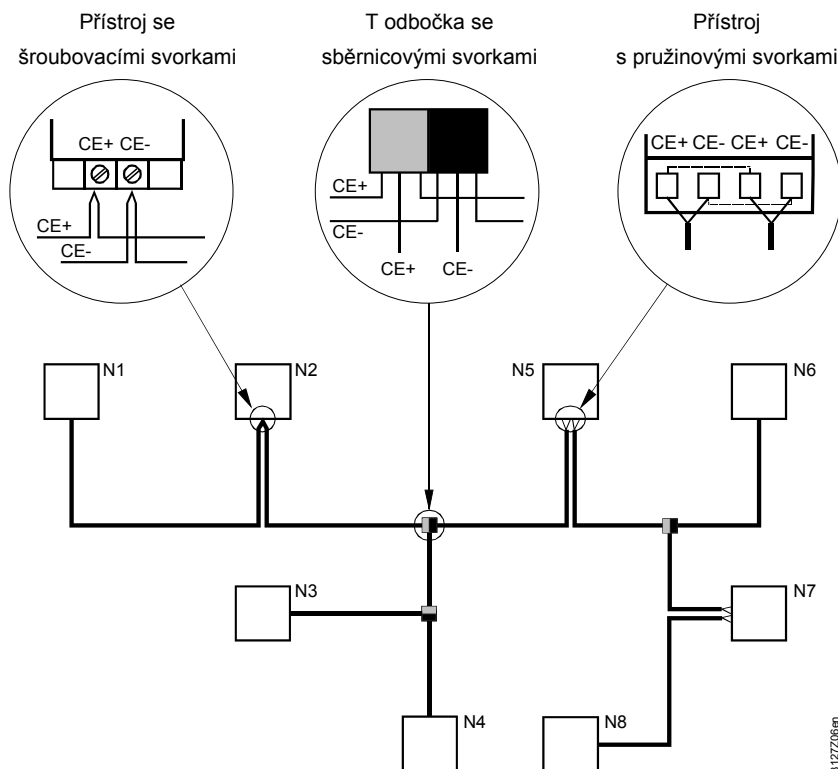 Přístroj se
šroubovacími svorkami
T odbočka se
sběrnicovými svorkami
Přístroj
s pružinovými svorkami
CE+ CE-
CE+
CE-
CE+
CE-
CE+
CE-
CE+ CE- CE+ CE-
N1
N2
N5
N6
N3
N7
N4
N8